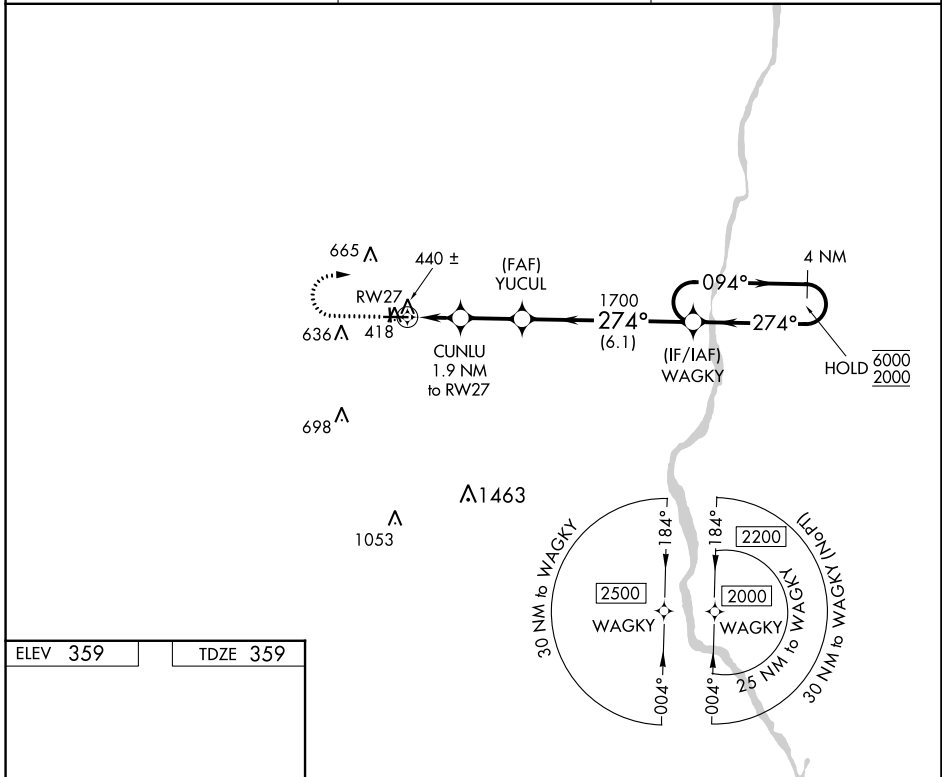 665
440 ±
RW27
636
418
698
1053
1463
CUNLU
1.9 NM
to RW27
(FAF)
YUCUL
1700
274°
(6.1)
(IF/IAF)
WAGKY
094°
274°
4 NM
HOLD 6000
2000
30 NM to WAGKY
184°
2500
WAGKY
004°
184°
2200
2000
WAGKY
004°
25 NM to WAGKY
30 NM to WAGKY (NoPT)
ELEV 359
TDZE 359